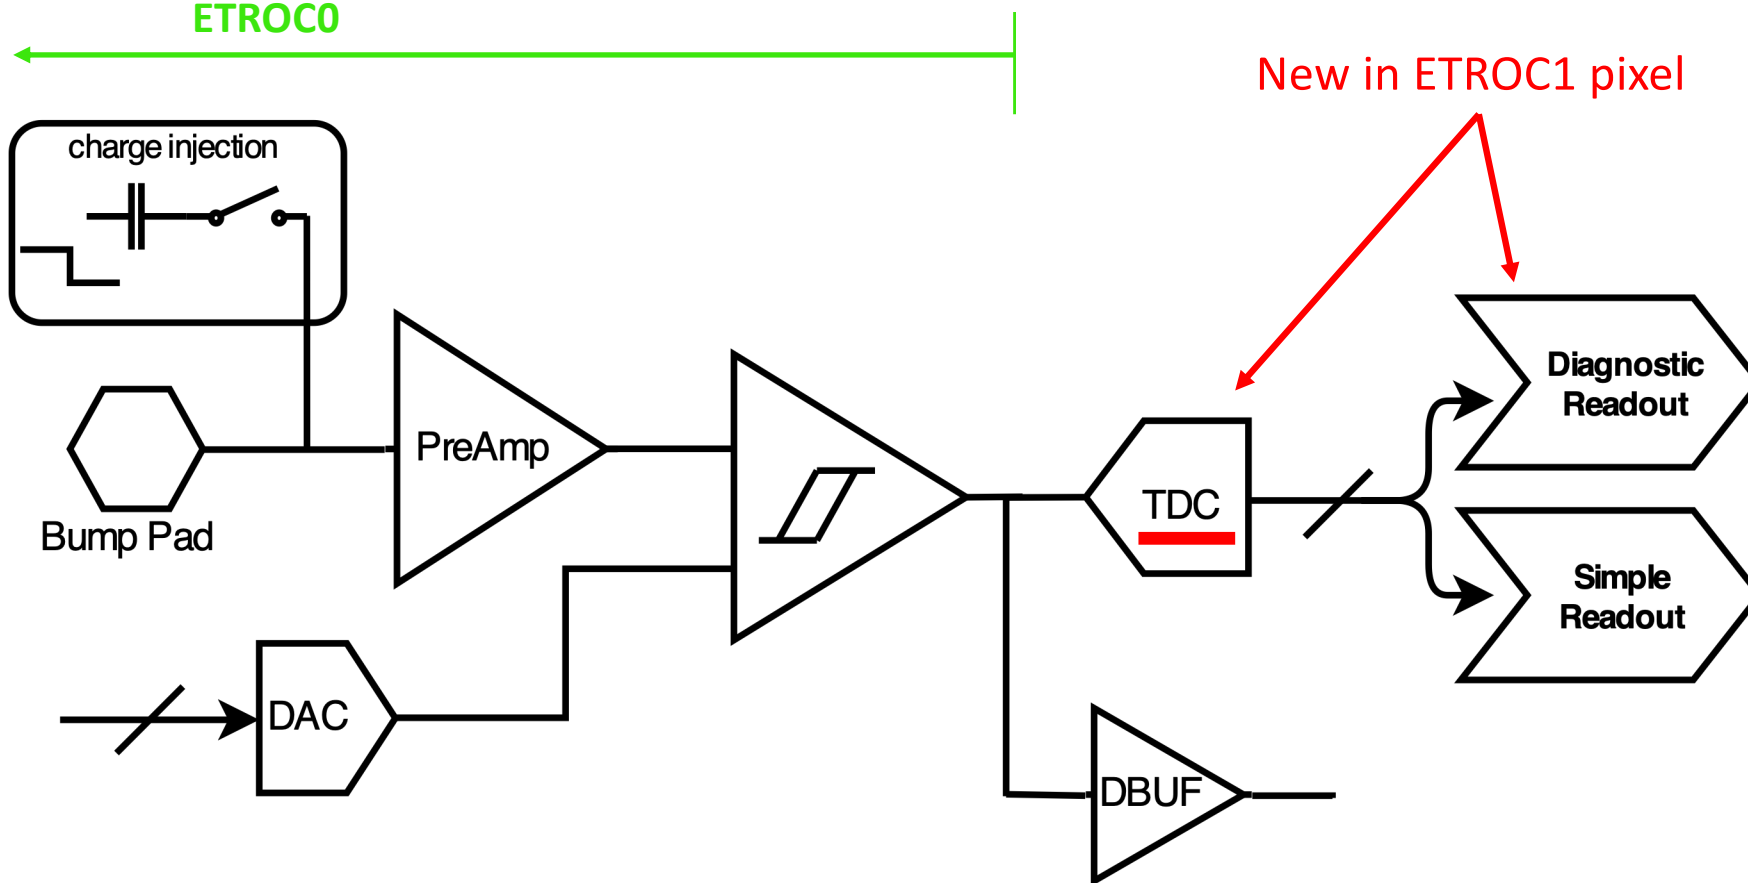 ETROC0
New in ETROC1 pixel
charge injection
PreAmp
Bump Pad
TDC
Diagnostic
Readout
Simple
Readout
DAC
DBUF